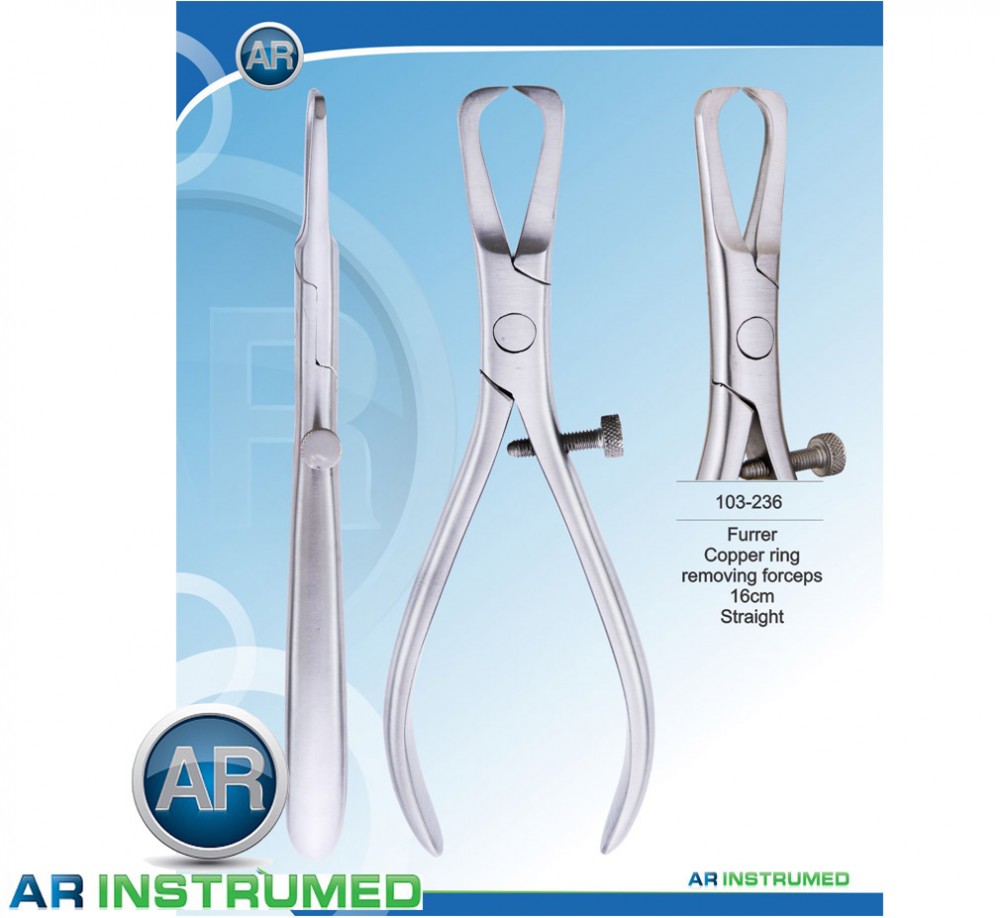 AR
103-236
Furrer
Copper ring
removing forceps
16cm
Straight
AR
AR INSTRUMED
AR INSTRUMED